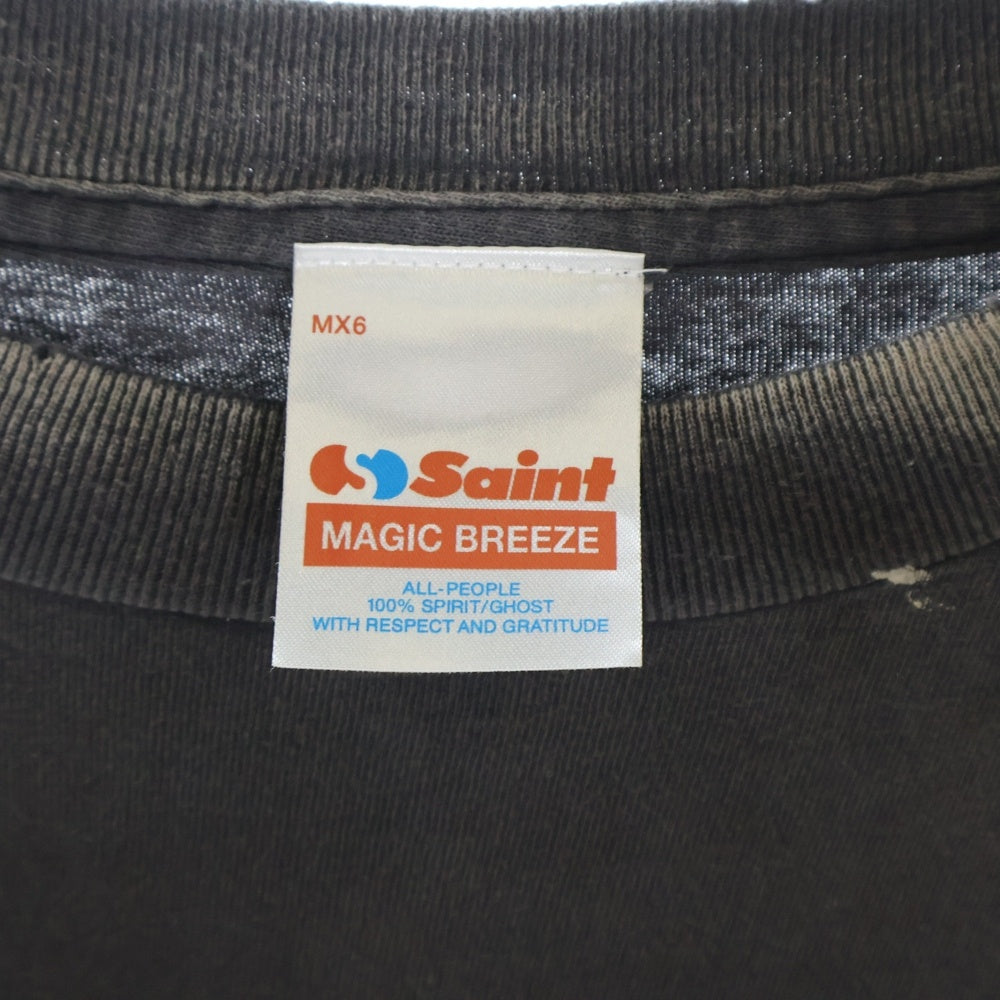 MX6
S Saint
MAGIC BREEZE
ALL-PEOPLE
100% SPIRIT/GHOST
WITH RESPECT AND GRATITUDE